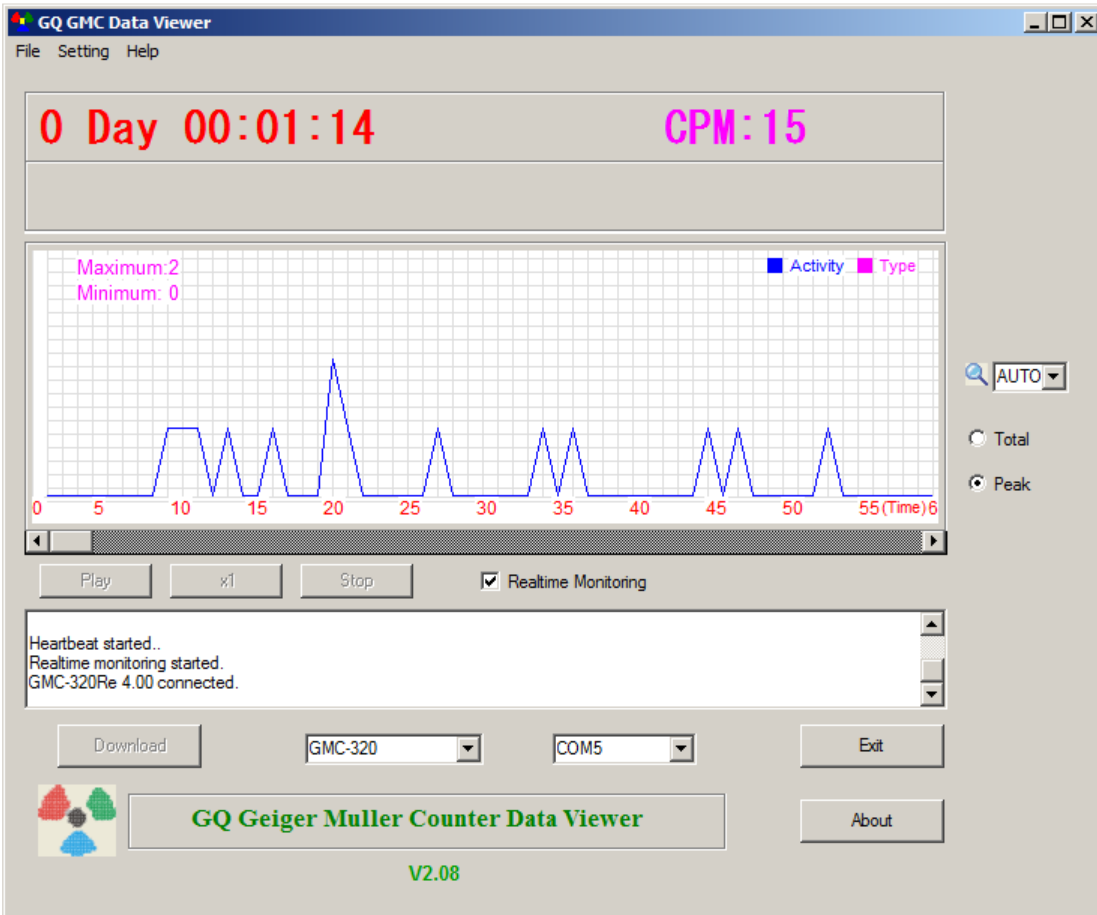 GQ GMC Data Viewer
File Setting Help
0 Day 00:01:14 CPM:15
Maximum:2
Minimum: 0
Activity Type
AUTO
Total
Peak
0 5 10 15 20 25 30 35 40 45 50 55 (Time) 6
Play x1 Stop Realtime Monitoring
Heartbeat started..
Realtime monitoring started.
GMC-320Re 4.00 connected.
Download GMC-320 COM5 Exit
GQ Geiger Muller Counter Data Viewer
About
V2.08